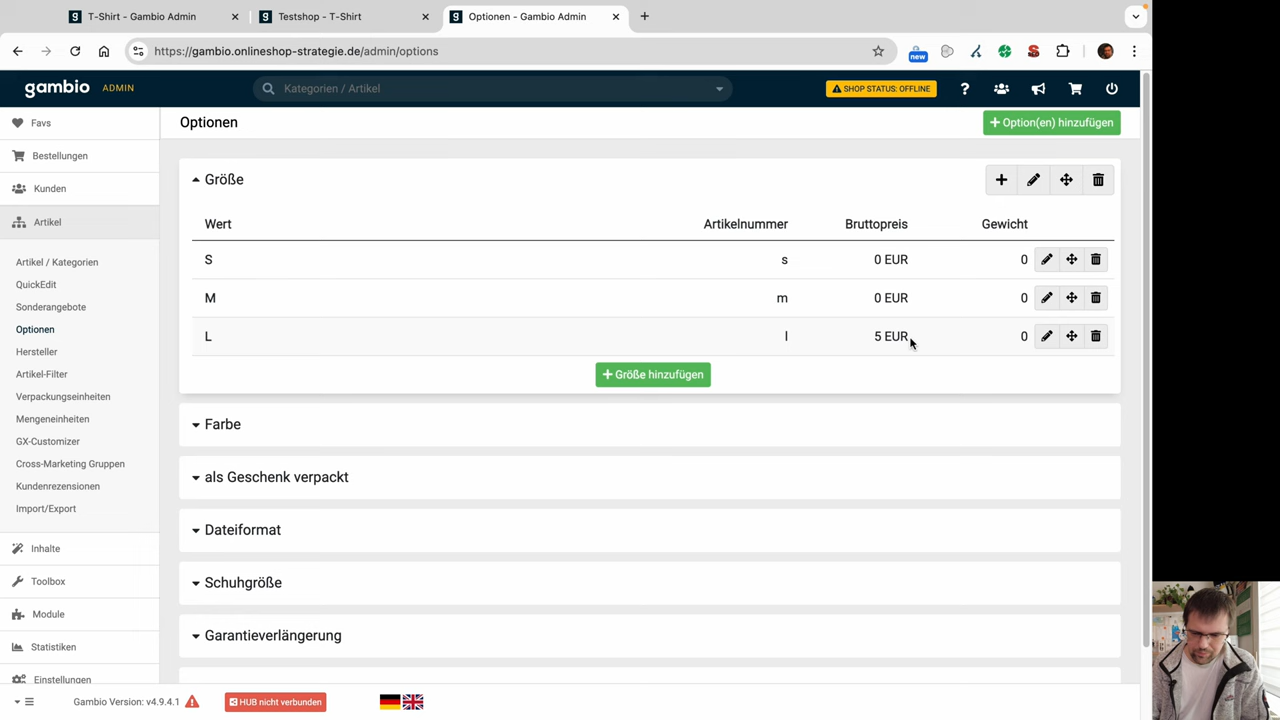 T-Shirt - Gambio Admin
Testshop - T-Shirt
Optionen - Gambio Admin
https://gambio.onlineshop-strategie.de/admin/options
new
gambio ADMIN
Kategorien / Artikel
SHOP STATUS: OFFLINE
Favs
Bestellungen
Kunden
Artikel
Artikel / Kategorien
QuickEdit
Sonderangebote
Optionen
Hersteller
Artikel-Filter
Verpackungseinheiten
Mengeneinheiten
GX-Customizer
Cross-Marketing Gruppen
Kundenrezensionen
Import/Export
Inhalte
Toolbox
Module
Statistiken
Einstellungen
Optionen
Option(en) hinzufügen
Größe
Wert Artikelnummer Bruttopreis Gewicht
S s 0 EUR 0
M m 0 EUR 0
L l 5 EUR 0
Größe hinzufügen
Farbe
als Geschenk verpackt
Dateiformat
Schuhgröße
Garantieverlängerung
Gambio Version: v4.9.4.1
HUB nicht verbunden